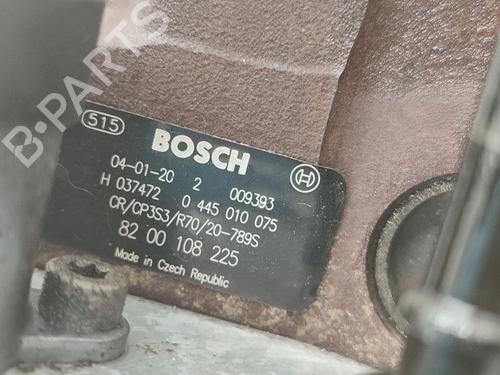 B-PARTS
515
BOSCH
04-01-20 2 009393
H 037472 0 445 010 075
CR/CP3S3/R70/20-789S
82 00 108 225
Made in Czech Republic